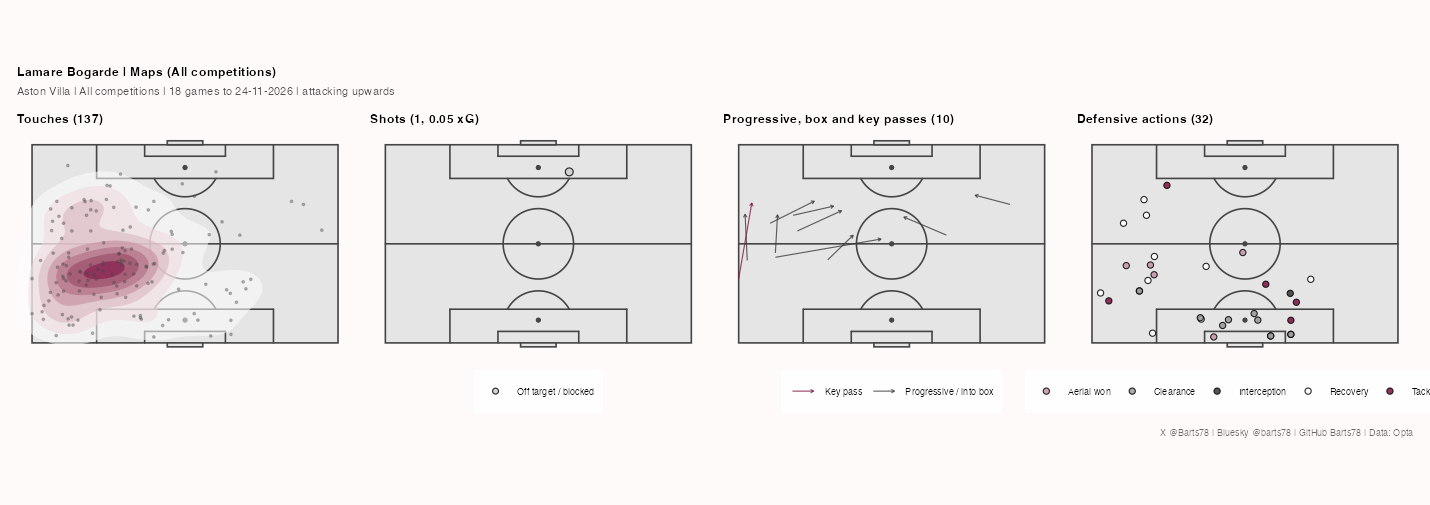 Lamare Bogarde | Maps (All competitions)
Aston Villa | All competitions | 18 games to 24-11-2026 | attacking upwards
Touches (137)
Shots (1, 0.05 xG)
Progressive, box and key passes (10)
Defensive actions (32)
Off target / blocked
Key pass
Progressive / into box
Aerial won
Clearance
Interception
Recovery
Tack
X @Barts78 | Bluesky @barts78 | GitHub Barts78 | Data: Opta